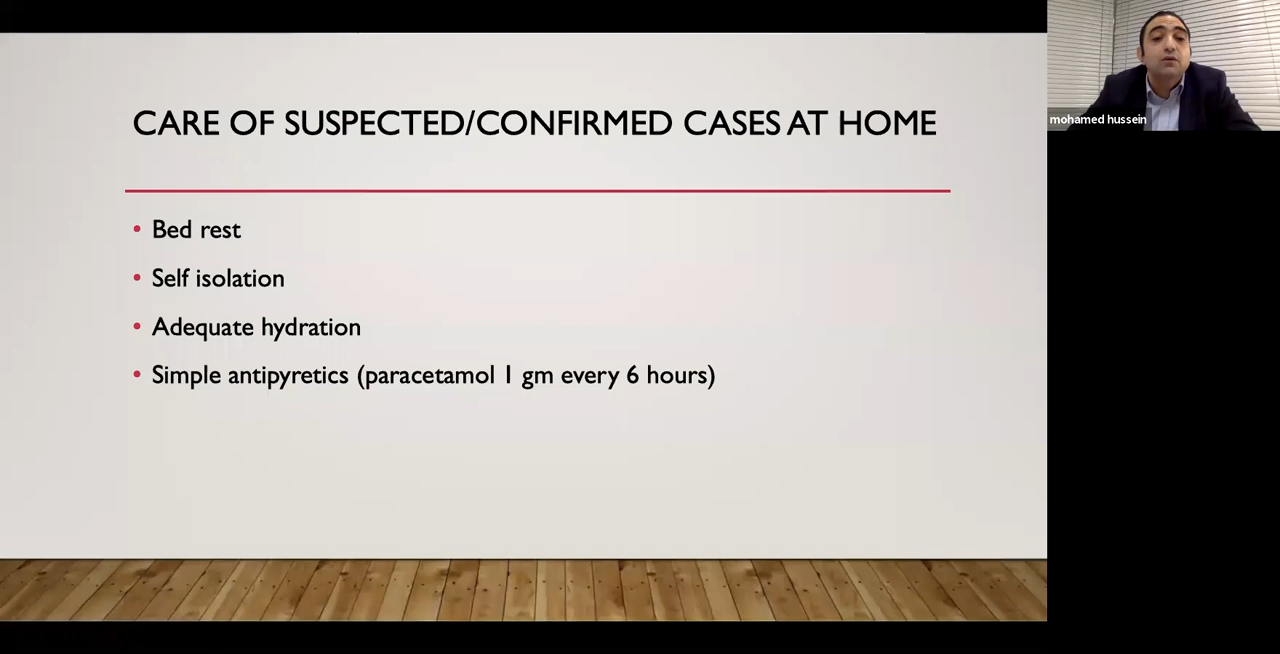 CARE OF SUSPECTED/CONFIRMED CASES AT HOME
• Bed rest
• Self isolation
• Adequate hydration
• Simple antipyretics (paracetamol 1 gm every 6 hours)
mohamed hussein